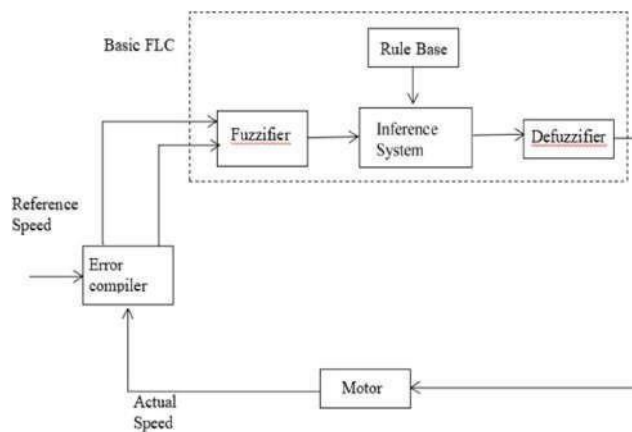 Basic FLC
Rule Base
Fuzzifier
Inference
System
Defuzzifier
Reference
Speed
Error
compiler
Motor
Actual
Speed